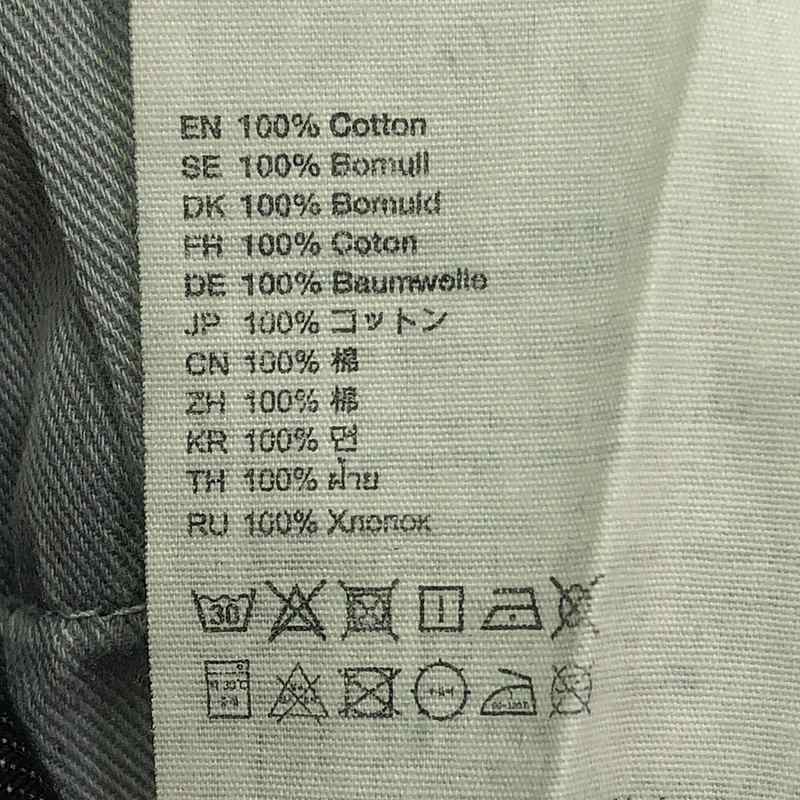 EN 100% Cotton
SE 100% Bomull
DK 100% Bomuld
FR 100% Coton
DE 100% Baumwolle
JP 100% コットン
CN 100% 棉
ZH 100% 棉
KR 100% 면
TH 100% ฝ้าย
RU 100% Хлопок
30